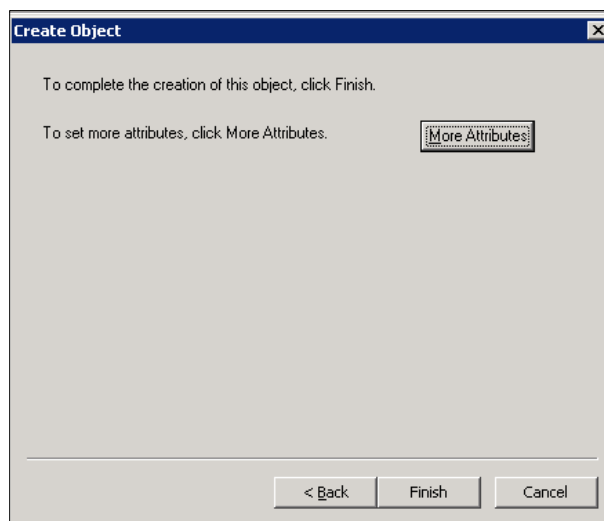 Create Object
To complete the creation of this object, click Finish.
To set more attributes, click More Attributes.
More Attributes
< Back
Finish
Cancel